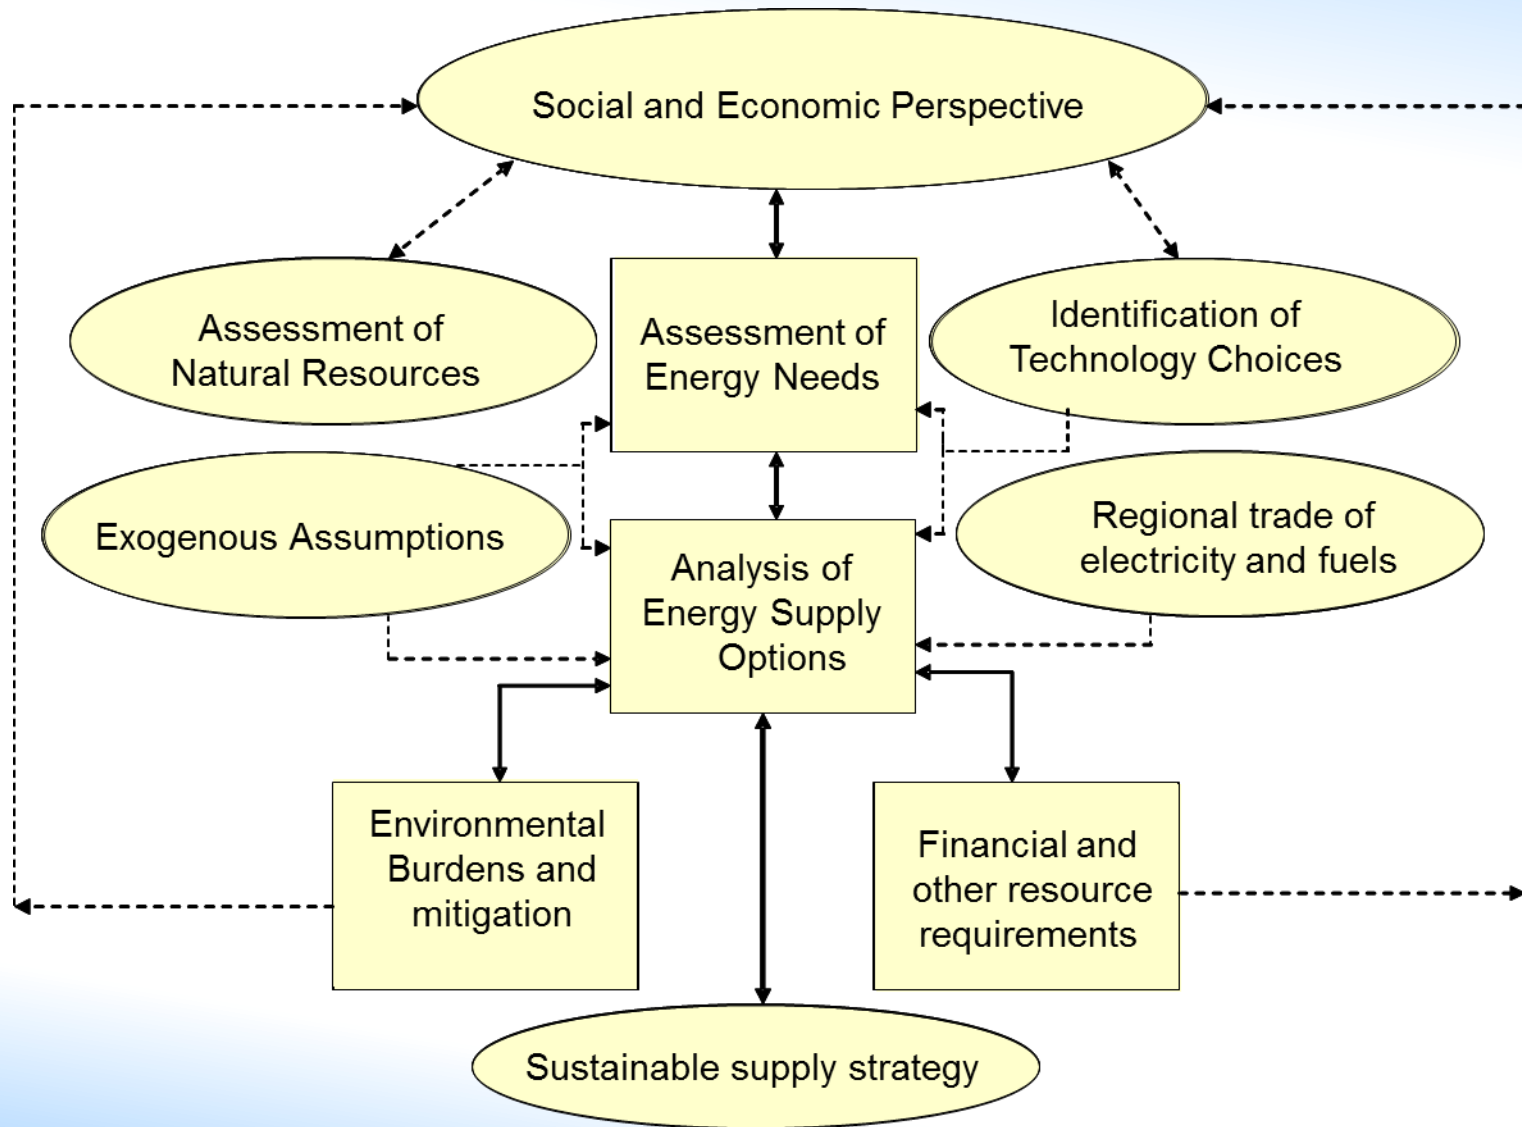 Social and Economic Perspective
Assessment of
Natural Resources
Assessment of
Energy Needs
Identification of
Technology Choices
Exogenous Assumptions
Analysis of
Energy Supply
Options
Regional trade of
electricity and fuels
Environmental
Burdens and
mitigation
Financial and
other resource
requirements
Sustainable supply strategy